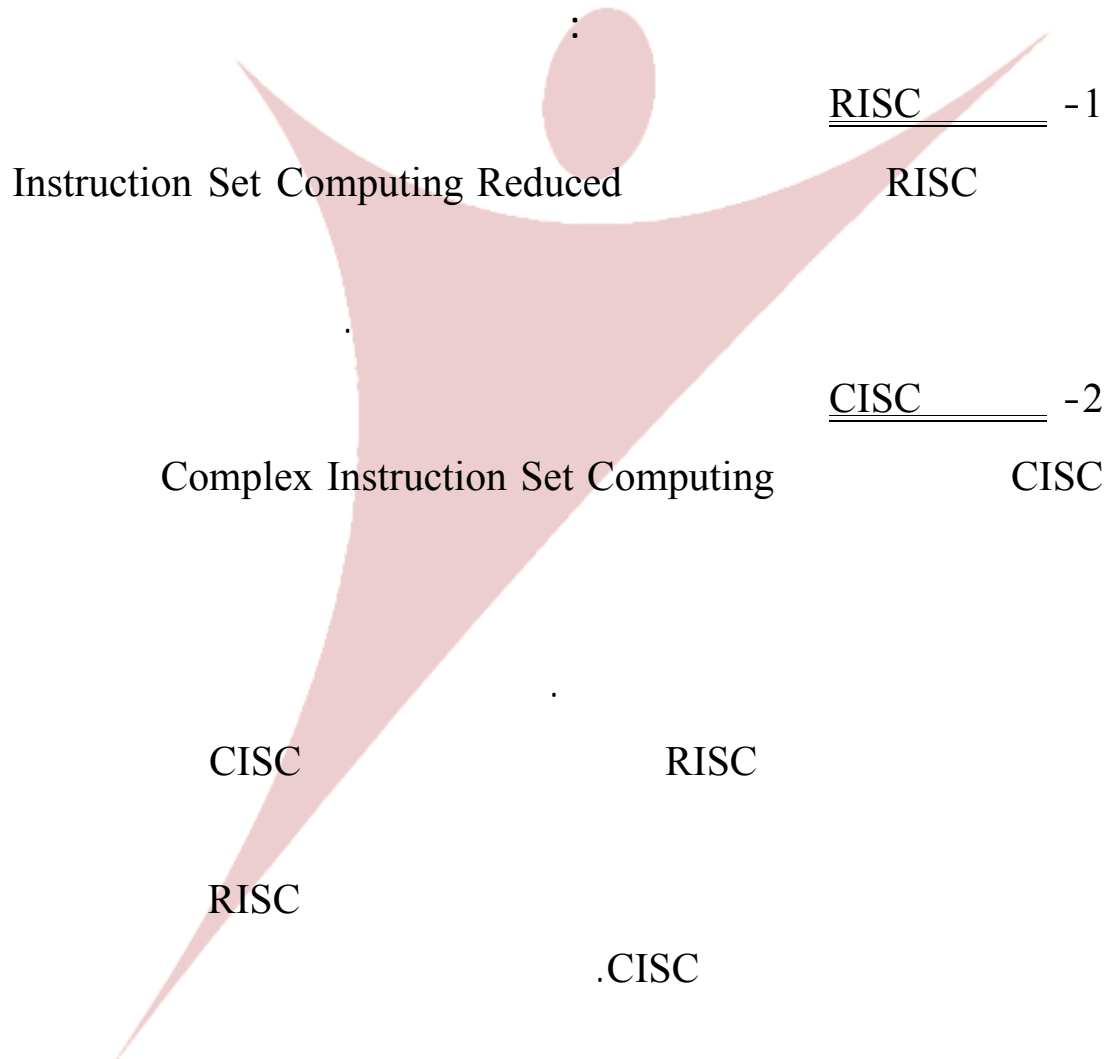 :
RISC -1
RISC Instruction Set Computing Reduced
.
CISC -2
CISC Complex Instruction Set Computing
.
RISC CISC
RISC
.CISC